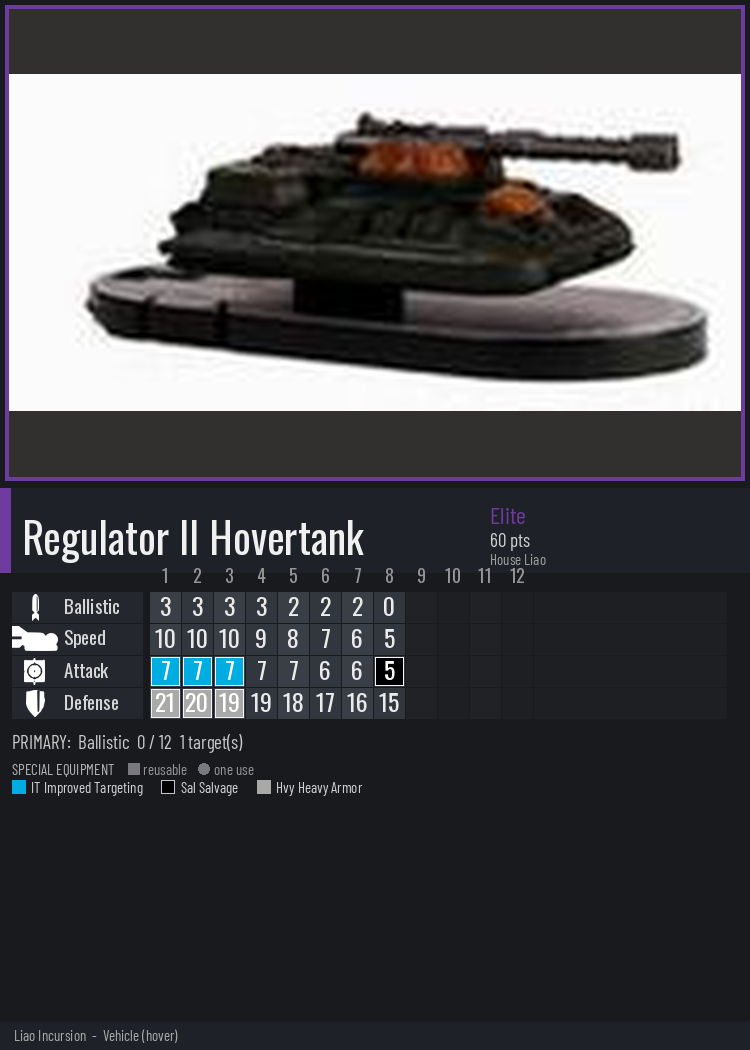 Regulator II Hovertank
Elite
60 pts
House Liao
1 2 3 4 5 6 7 8 9 10 11 12
Ballistic 3 3 3 3 2 2 2 0
Speed 10 10 10 9 8 7 6 5
Attack 7 7 7 7 7 6 6 5
Defense 21 20 19 19 18 17 16 15
PRIMARY: Ballistic 0 / 12 1 target(s)
SPECIAL EQUIPMENT reusable one use
IT Improved Targeting Sal Salvage Hvy Heavy Armor
Liao Incursion - Vehicle (hover)